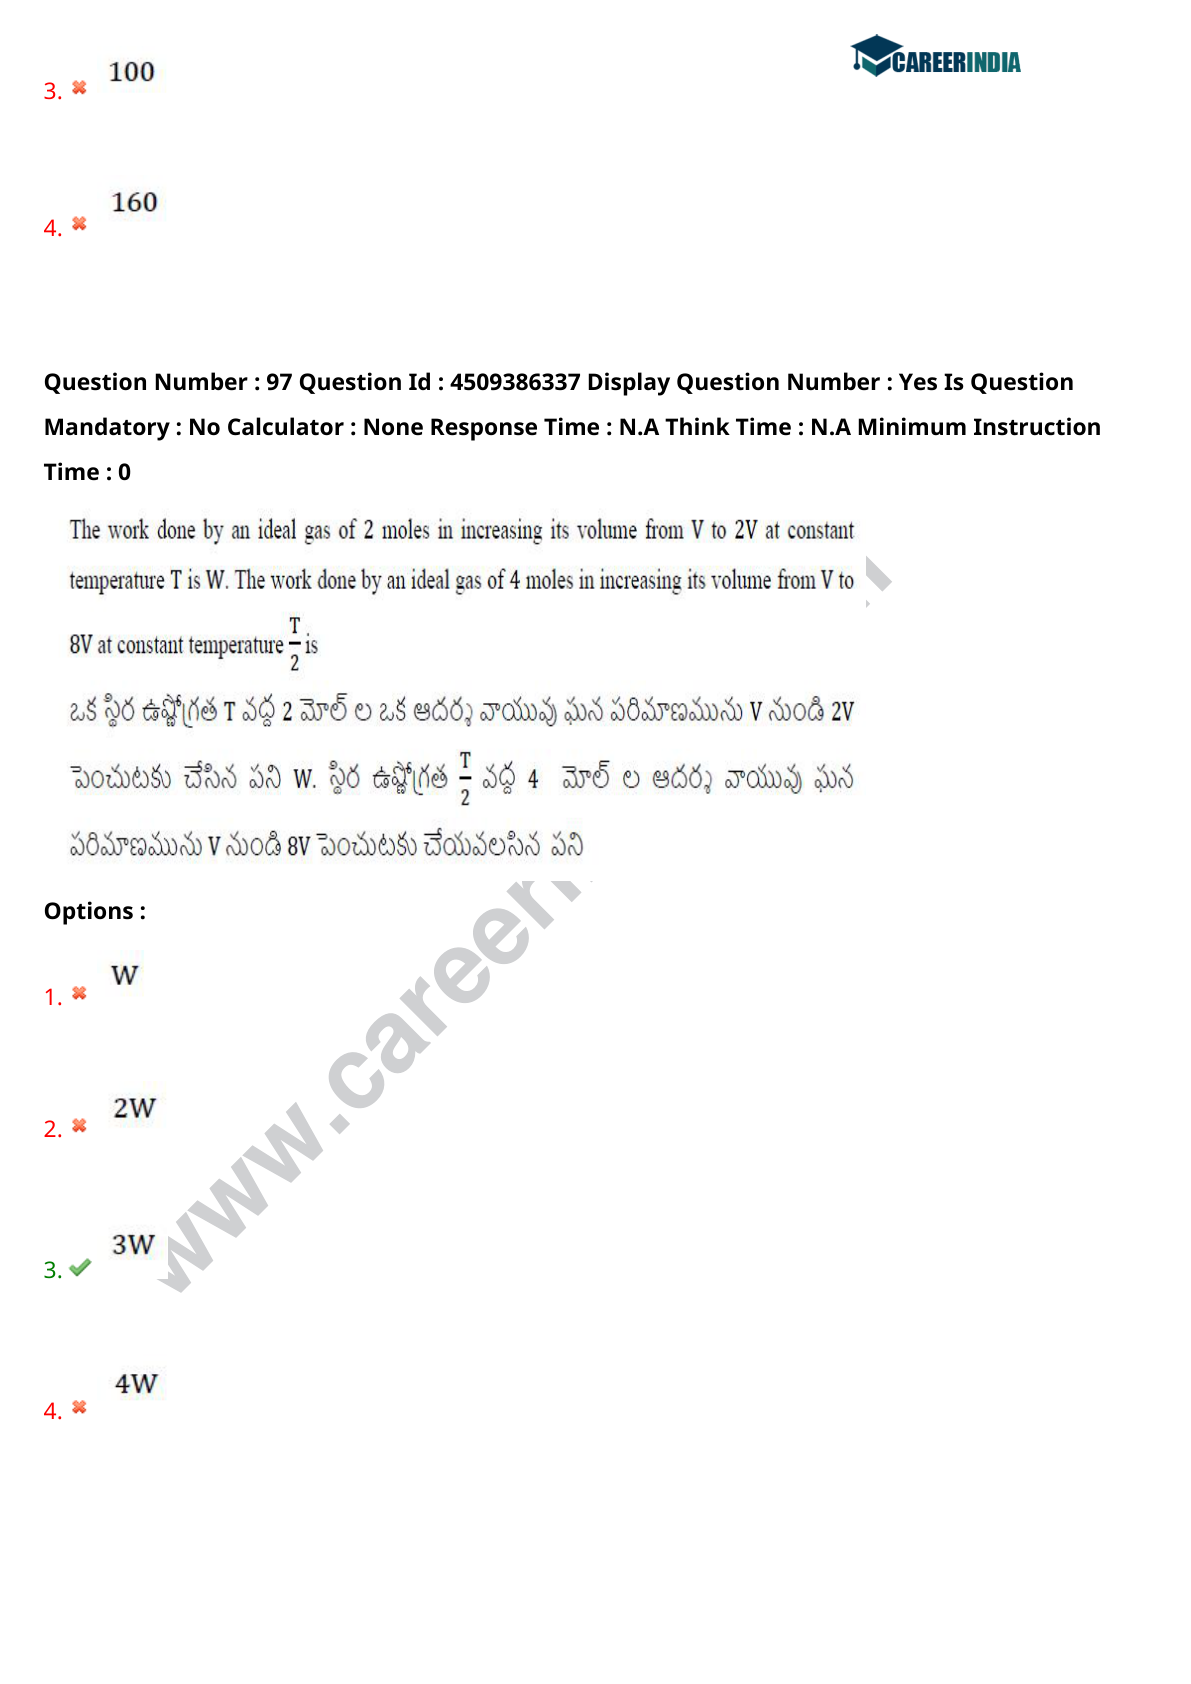 CAREERINDIA
100
3.
160
4.
Question Number : 97 Question Id : 4509386337 Display Question Number : Yes Is Question
Mandatory : No Calculator : None Response Time : N.A Think Time : N.A Minimum Instruction
Time : 0
The work done by an ideal gas of 2 moles in increasing its volume from V to 2V at constant
temperature T is W. The work done by an ideal gas of 4 moles in increasing its volume from V to
8V at constant temperature T/2 is
ఒక స్థిర ఉష్ణోగ్రత T వద్ద 2 మోల్ ల ఒక ఆదర్శ వాయువు ఘన పరిమాణమును V నుండి 2V
పెంచుటకు చేసిన పని W. స్థిర ఉష్ణోగ్రత T/2 వద్ద 4 మోల్ ల ఆదర్శ వాయువు ఘన
పరిమాణమును V నుండి 8V పెంచుటకు చేయవలసిన పని
Options :
W
1.
2W
2.
3W
3.
4W
4.
www.career